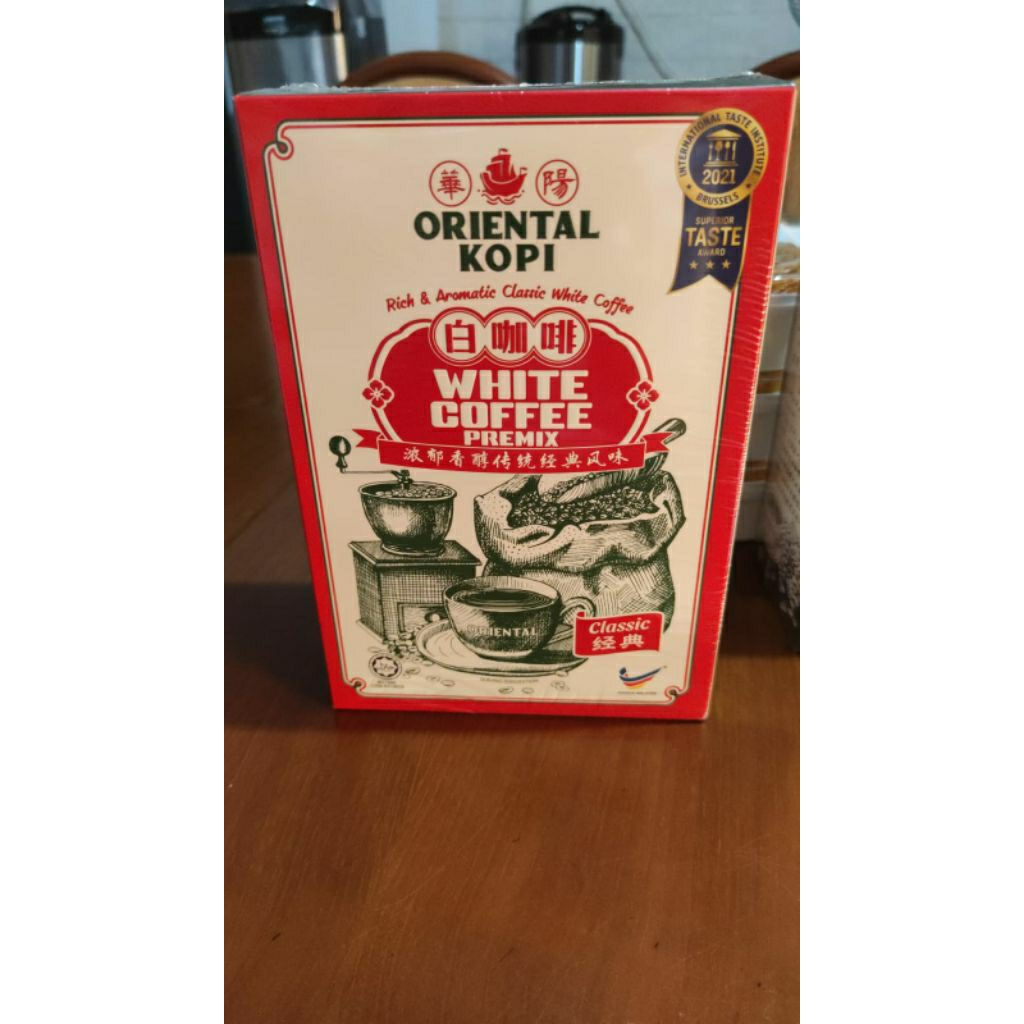 華 陽
ORIENTAL
KOPI
Rich & Aromatic Classic White Coffee
白咖啡
WHITE
COFFEE
PREMIX
浓郁香醇传统经典风味
INTERNATIONAL TASTE INSTITUTE
2021
BRUSSELS
SUPERIOR
TASTE
AWARD
ORIENTAL
Classic
经典